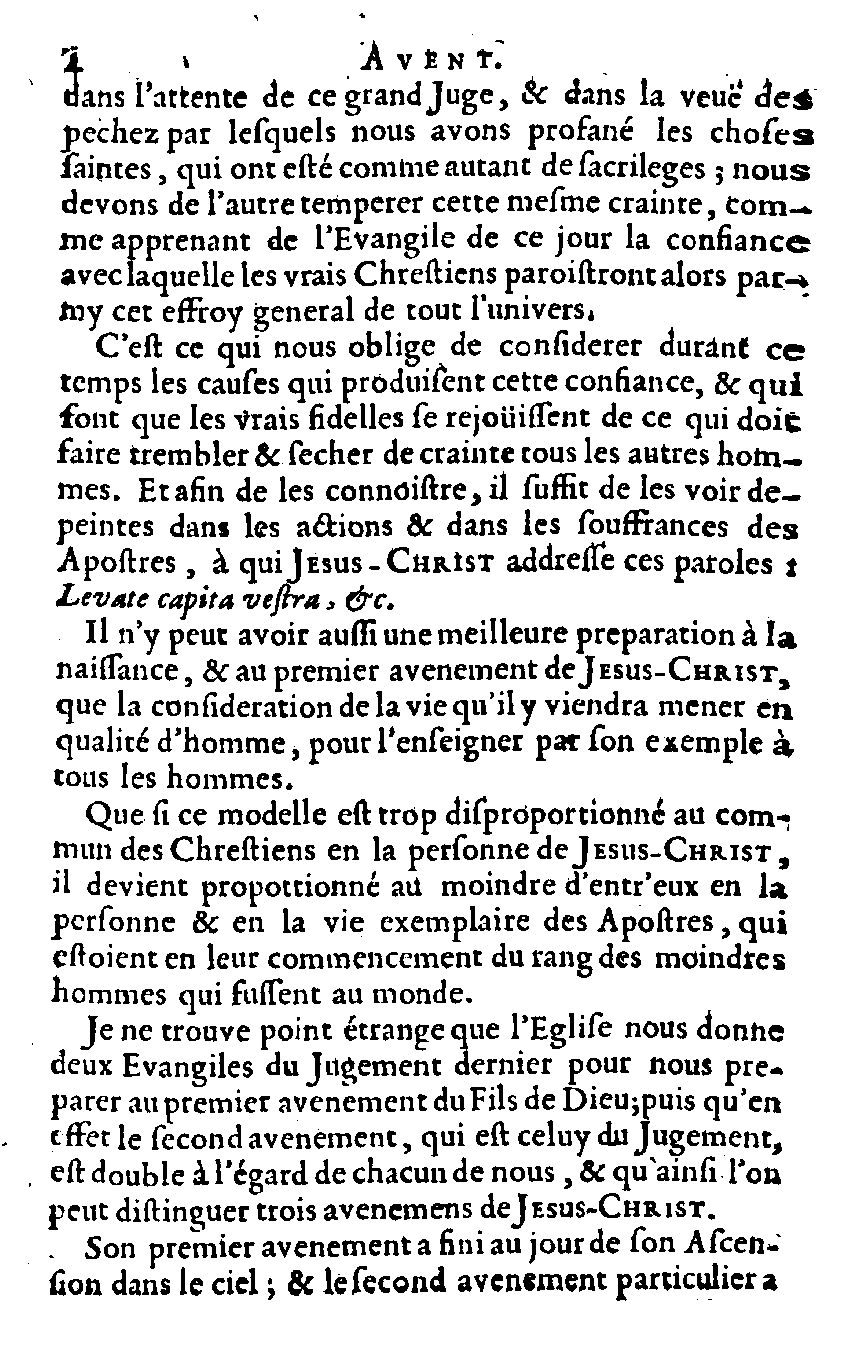 2 AVENT.
dans l'attente de ce grand Juge, & dans la veuë des
pechez par leſquels nous avons profané les choſes
ſaintes, qui ont eſté comme autant de ſacrileges ; nous
devons de l'autre temperer cette meſme crainte, com-
me apprenant de l'Evangile de ce jour la confiance
avec laquelle les vrais Chreſtiens paroiſtront alors par-
my cet effroy general de tout l'univers.
C'eſt ce qui nous oblige de conſiderer durant ce
temps les cauſes qui produiſent cette confiance, & qui
font que les vrais fidelles ſe rejoüiſſent de ce qui doit
faire trembler & ſecher de crainte tous les autres hom-
mes. Et afin de les connoiſtre, il ſuffit de les voir de-
peintes dans les actions & dans les ſouffrances des
Apoſtres, à qui JESUS-CHRIST addreſſe ces paroles :
Levate capita veſtra, &c.
Il n'y peut avoir auſſi une meilleure preparation à la
naiſſance, & au premier avenement de JESUS-CHRIST,
que la conſideration de la vie qu'il y viendra mener en
qualité d'homme, pour l'enſeigner par ſon exemple à
tous les hommes.
Que ſi ce modelle eſt trop diſproportionné au com-
mun des Chreſtiens en la perſonne de JESUS-CHRIST,
il devient propottionné au moindre d'entr'eux en la
perſonne & en la vie exemplaire des Apoſtres, qui
eſtoient en leur commencement du rang des moindres
hommes qui fuſſent au monde.
Je ne trouve point étrange que l'Egliſe nous donne
deux Evangiles du Jugement dernier pour nous pre-
parer au premier avenement du Fils de Dieu; puis qu'en
effet le ſecond avenement, qui eſt celuy du Jugement,
eſt double à l'égard de chacun de nous, & qu'ainſi l'on
peut diſtinguer trois avenemens de JESUS-CHRIST.
Son premier avenement a fini au jour de ſon Aſcen-
ſion dans le ciel ; & le ſecond avenement particulier a